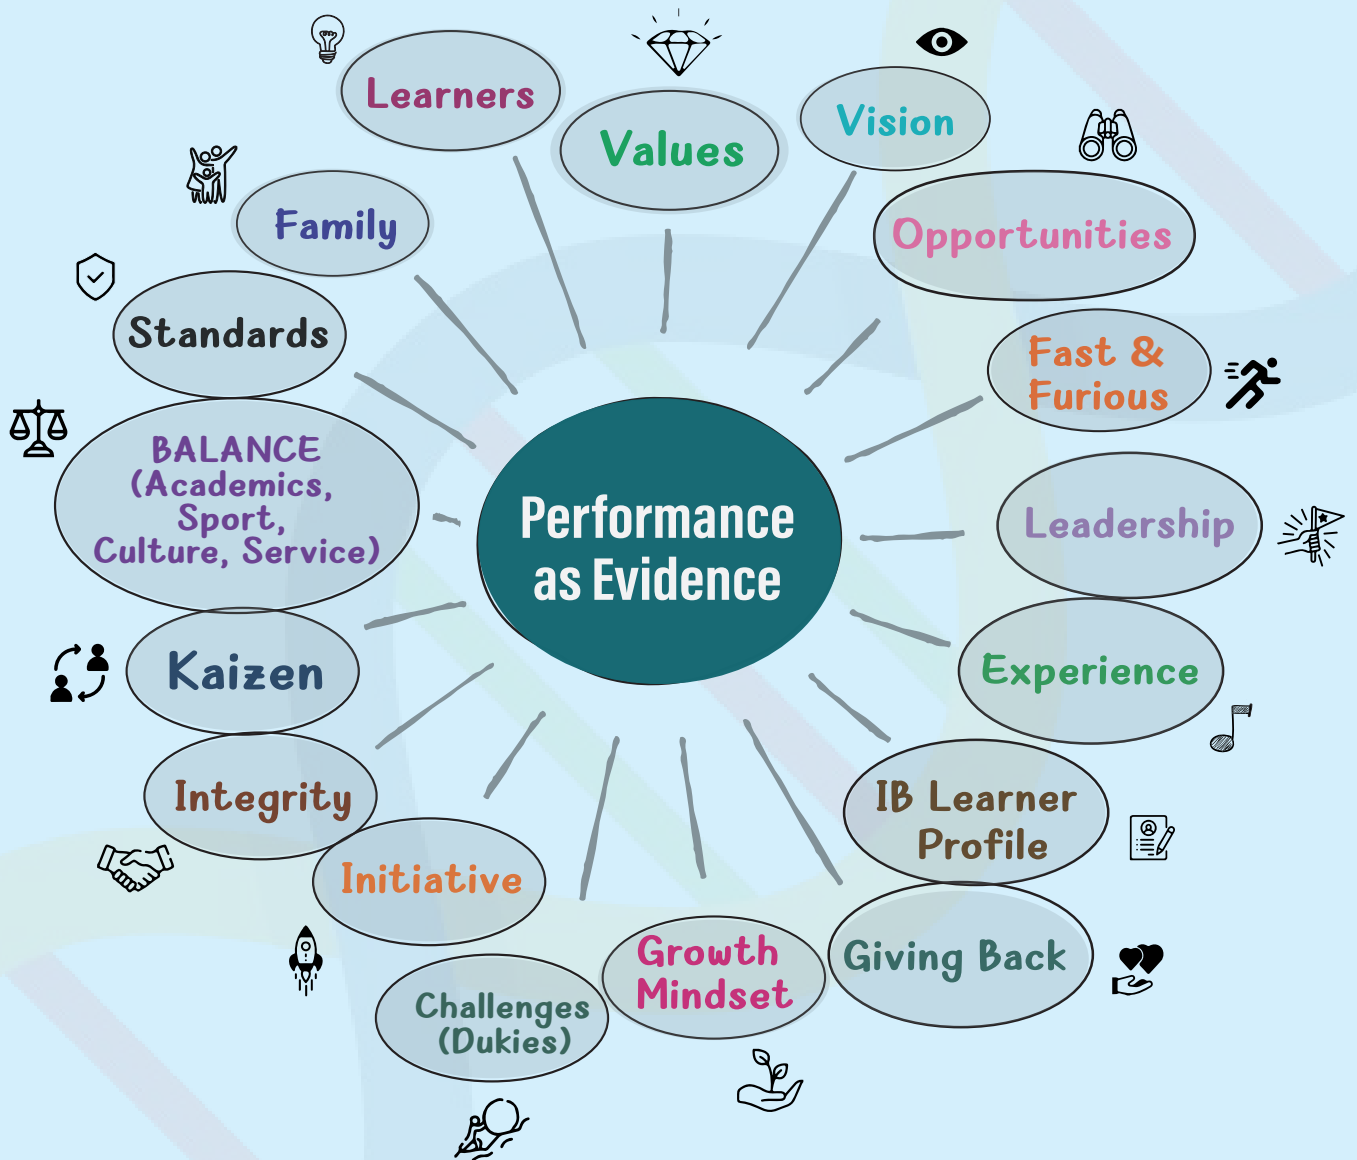 Learners
Values
Vision
Opportunities
Fast &
Furious
Leadership
Experience
IB Learner
Profile
Giving Back
Growth
Mindset
Challenges
(Dukies)
Initiative
Integrity
Kaizen
BALANCE
(Academics,
Sport,
Culture, Service)
Standards
Family
Performance
as Evidence